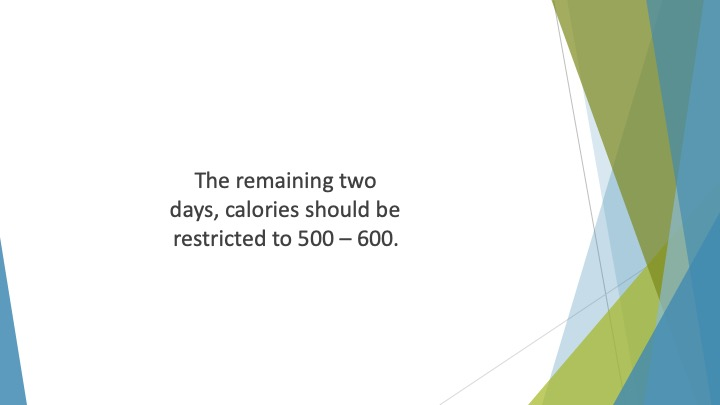 The remaining two
days, calories should be
restricted to 500 – 600.